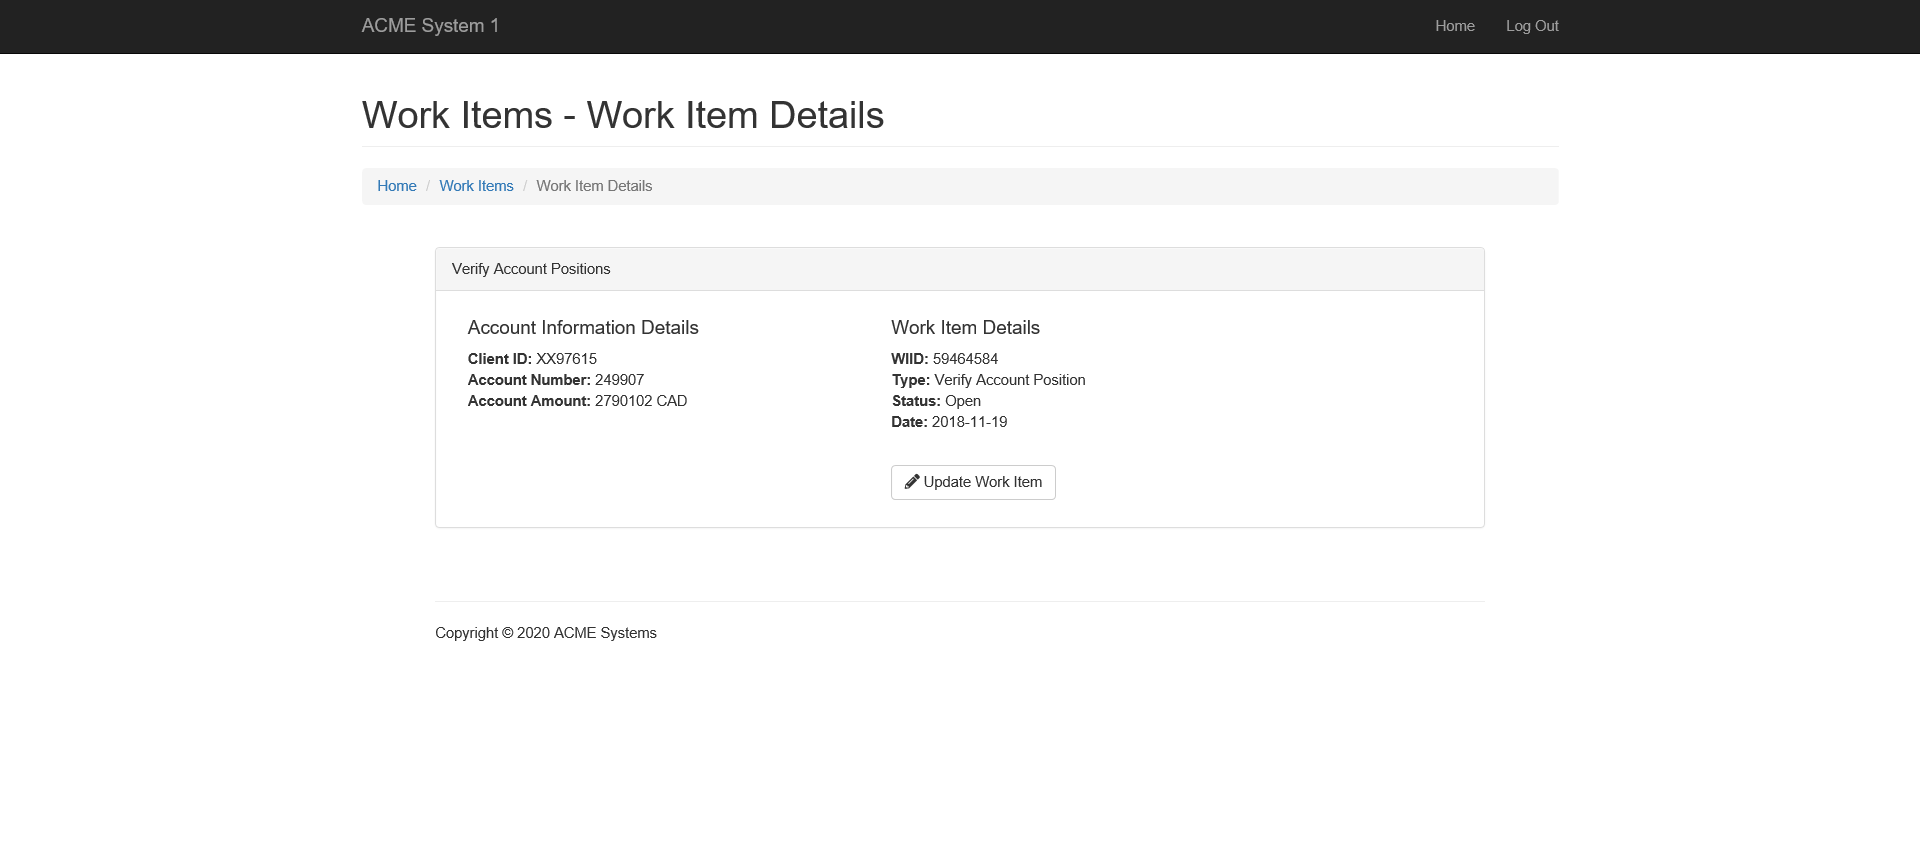 ACME System 1
Home
Log Out
Work Items - Work Item Details
Home / Work Items / Work Item Details
Verify Account Positions
Account Information Details
Client ID: XX97615
Account Number: 249907
Account Amount: 2790102 CAD
Work Item Details
WIID: 59464584
Type: Verify Account Position
Status: Open
Date: 2018-11-19
Update Work Item
Copyright © 2020 ACME Systems